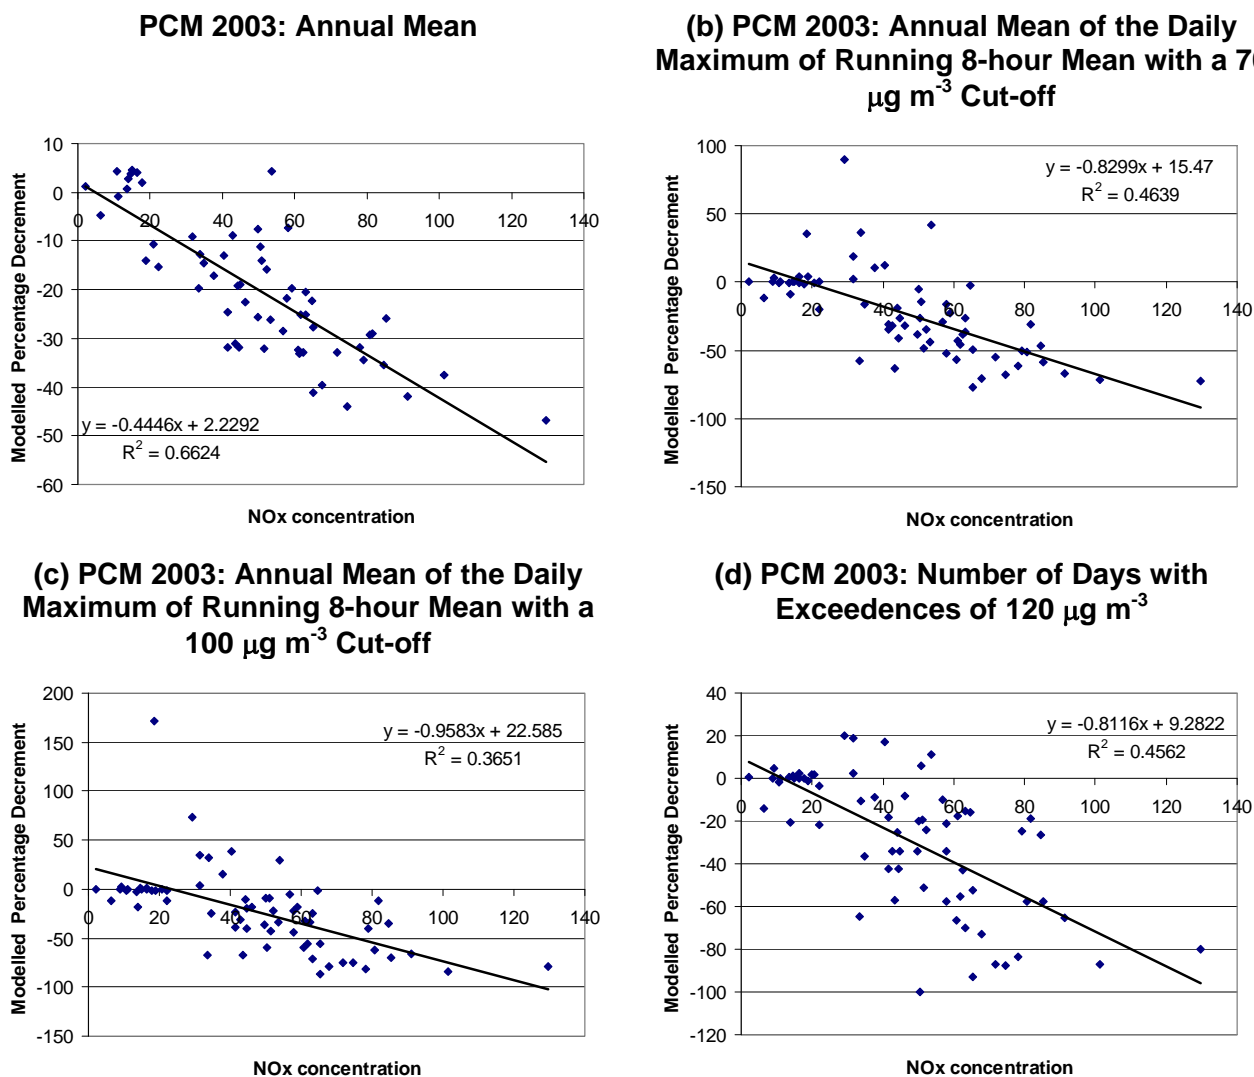 PCM 2003: Annual Mean
10
0
-10
-20
-30
-40
-50
-60
0
20
40
60
80
100
120
140
Modelled Percentage Decrement
y = -0.4446x + 2.2292
R² = 0.6624
NOx concentration
(b) PCM 2003: Annual Mean of the Daily
Maximum of Running 8-hour Mean with a 70
µg m⁻³ Cut-off
100
50
0
-50
-100
-150
0
20
40
60
80
100
120
140
Modelled Percentage Decrement
y = -0.8299x + 15.47
R² = 0.4639
NOx concentration
(c) PCM 2003: Annual Mean of the Daily
Maximum of Running 8-hour Mean with a
100 µg m⁻³ Cut-off
200
150
100
50
0
-50
-100
-150
0
20
40
60
80
100
120
140
Modelled Percentage Decrement
y = -0.9583x + 22.585
R² = 0.3651
NOx concentration
(d) PCM 2003: Number of Days with
Exceedences of 120 µg m⁻³
40
20
0
-20
-40
-60
-80
-100
-120
0
20
40
60
80
100
120
140
Modelled Percentage Decrement
y = -0.8116x + 9.2822
R² = 0.4562
NOx concentration